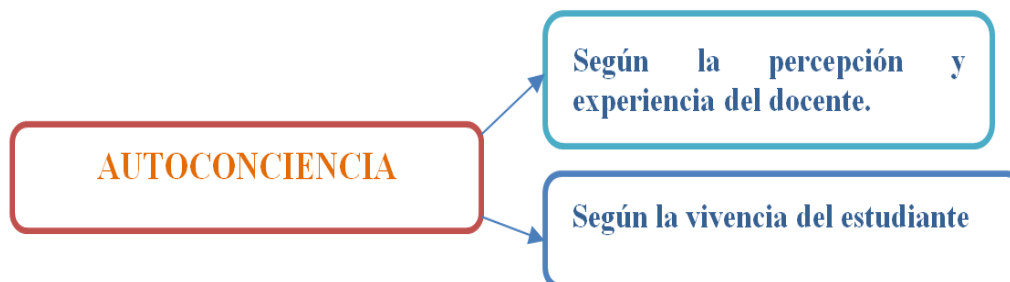 Según la percepción y
experiencia del docente.
AUTOCONCIENCIA
Según la vivencia del estudiante